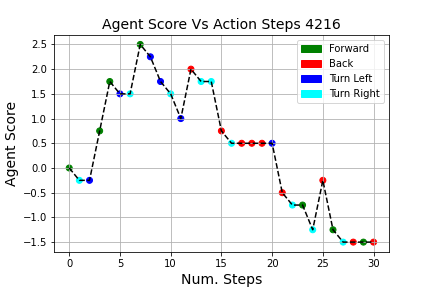 Agent Score Vs Action Steps 4216
Agent Score
2.5
2.0
1.5
1.0
0.5
0.0
−0.5
−1.0
−1.5
Forward
Back
Turn Left
Turn Right
0 5 10 15 20 25 30
Num. Steps